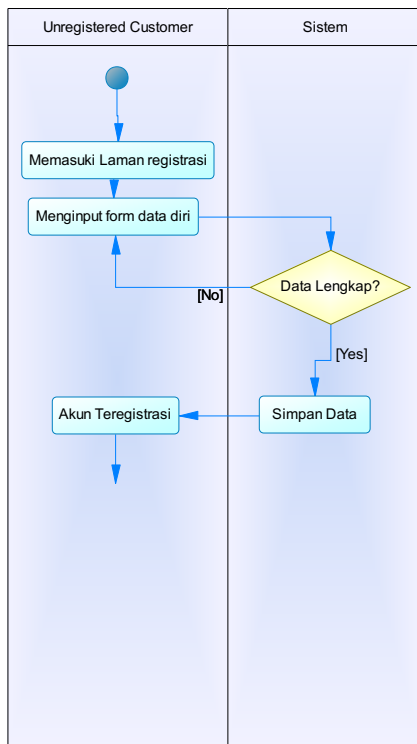 Unregistered Customer
Sistem
Memasuki Laman registrasi
Menginput form data diri
Data Lengkap?
[No]
[Yes]
Akun Teregistrasi
Simpan Data